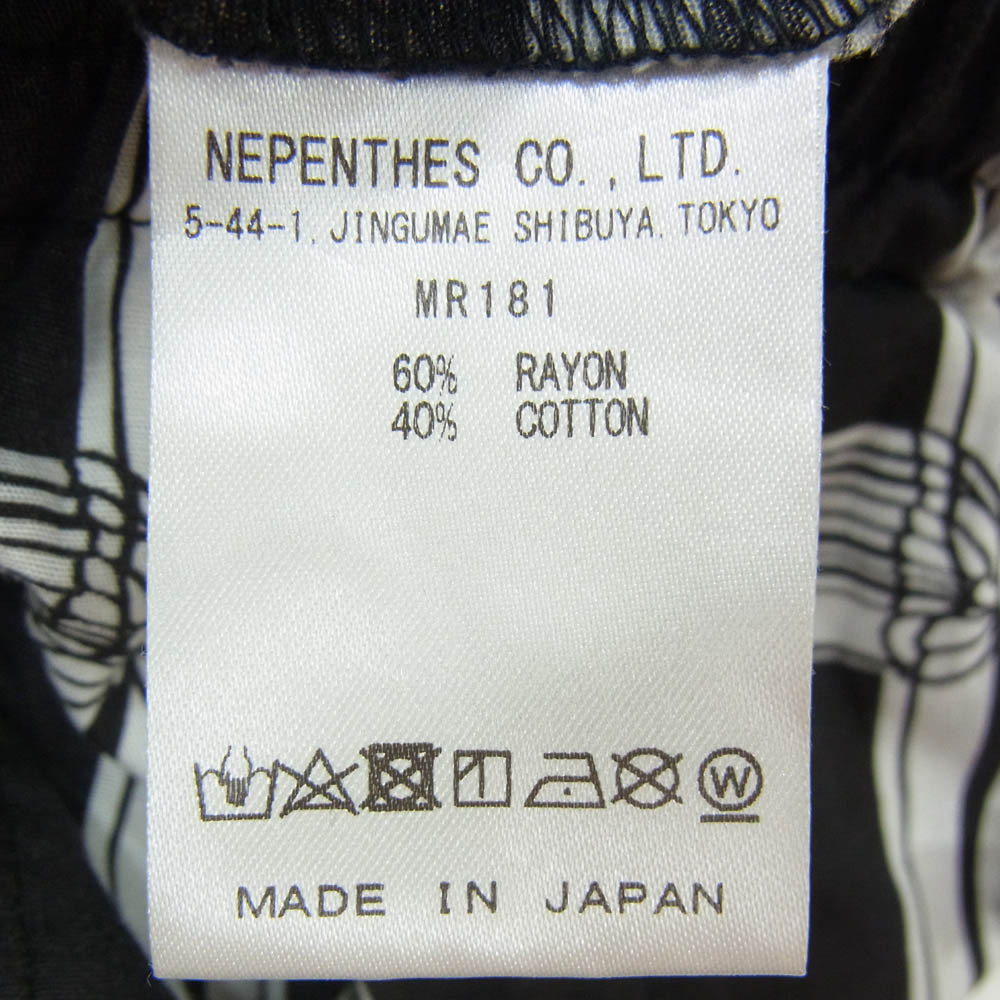 NEPENTHES CO., LTD.
5-44-1, JINGUMAE SHIBUYA, TOKYO
MR181
60% RAYON
40% COTTON
W
MADE IN JAPAN